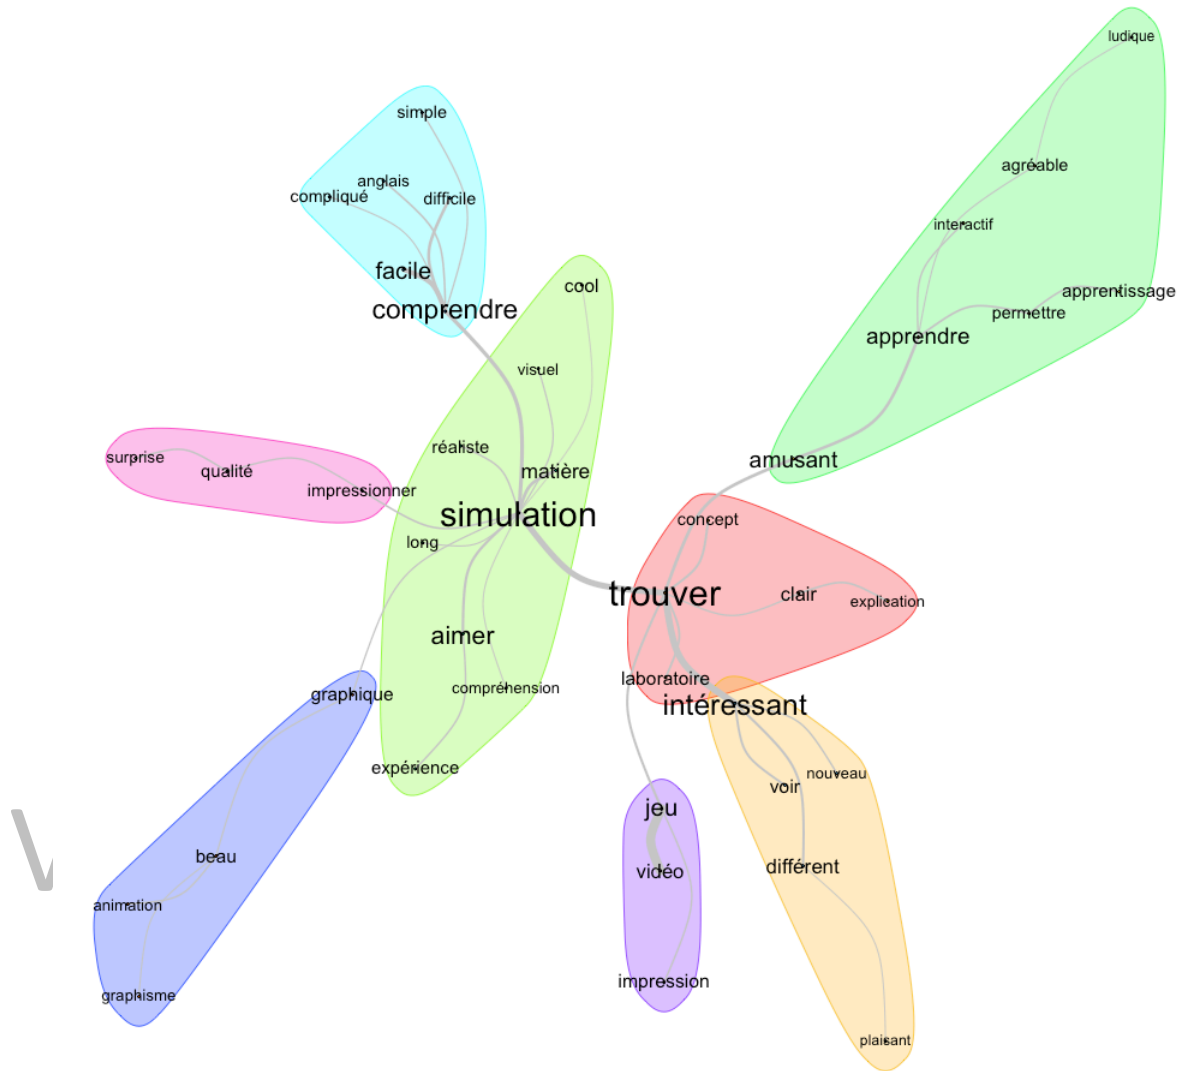 ludique
simple
agréable
anglais
compliqué
difficile
interactif
facile
cool
apprentissage
comprendre
permettre
apprendre
visuel
réaliste
surprise
amusant
qualité
matière
impressionner
simulation
concept
long
trouver
clair
explication
aimer
laboratoire
compréhension
graphique
intéressant
expérience
nouveau
voir
jeu
beau
différent
vidéo
animation
impression
graphisme
plaisant